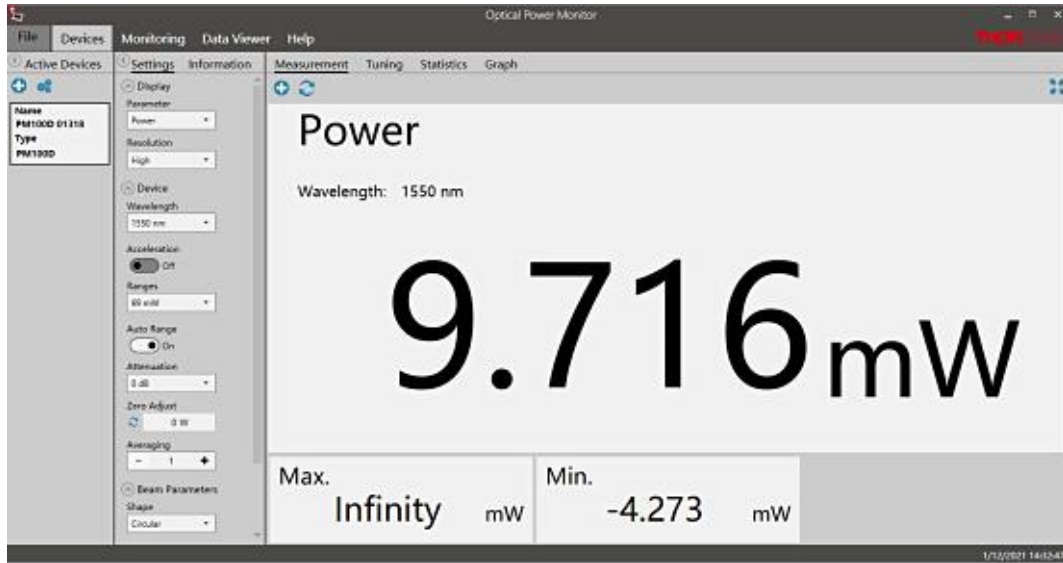 Optical Power Monitor
File Devices Monitoring Data Viewer Help
Active Devices
Settings Information
Measurement Tuning Statistics Graph
Name
PM100D 01318
Type
PM100D
Display
Parameter
Power
Resolution
High
Device
Wavelength
1550 nm
Acceleration
Off
Ranges
69 mW
Auto Range
On
Attenuation
0 dB
Zero Adjust
0 W
Averaging
- 1 +
Beam Parameters
Shape
Circular
Power
Wavelength: 1550 nm
9.716 mW
Max.
Infinity mW
Min.
-4.273 mW